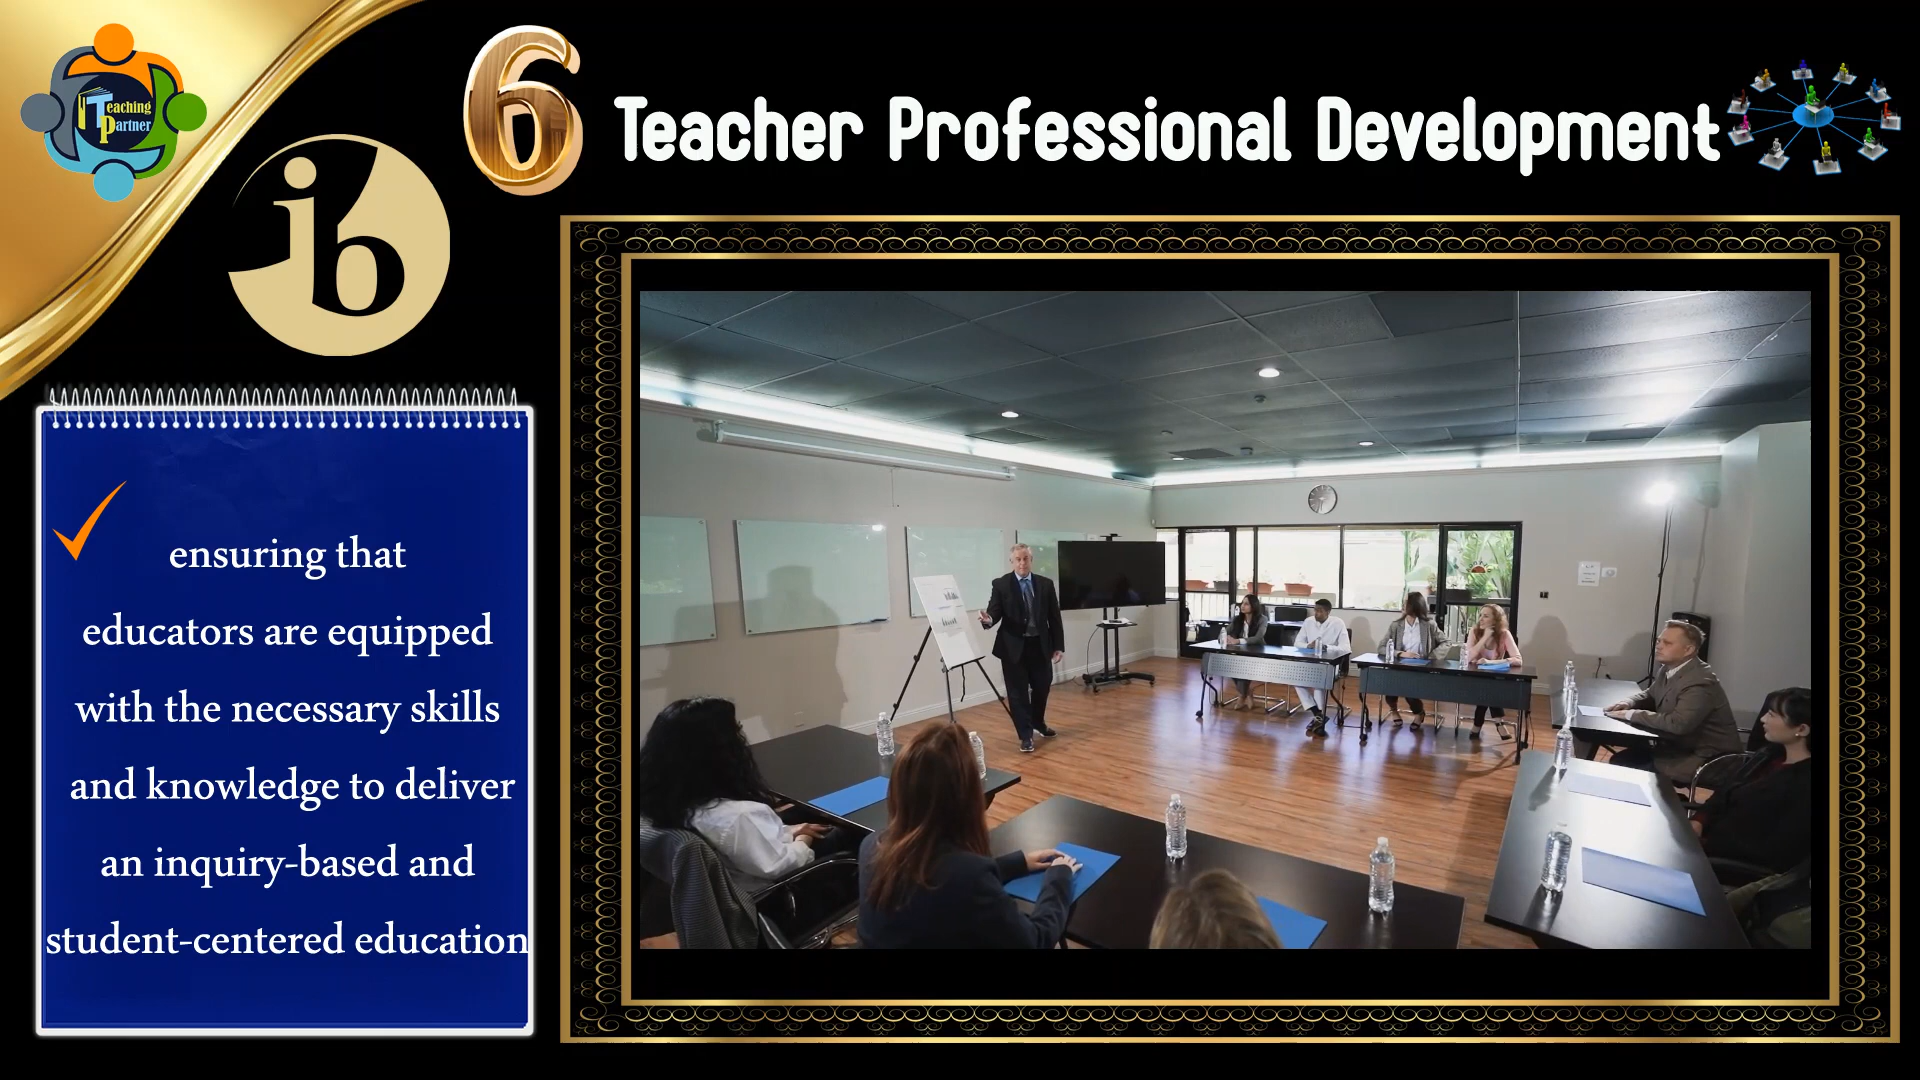 Teaching
Partner
ib
6 Teacher Professional Development
ensuring that
educators are equipped
with the necessary skills
and knowledge to deliver
an inquiry-based and
student-centered education